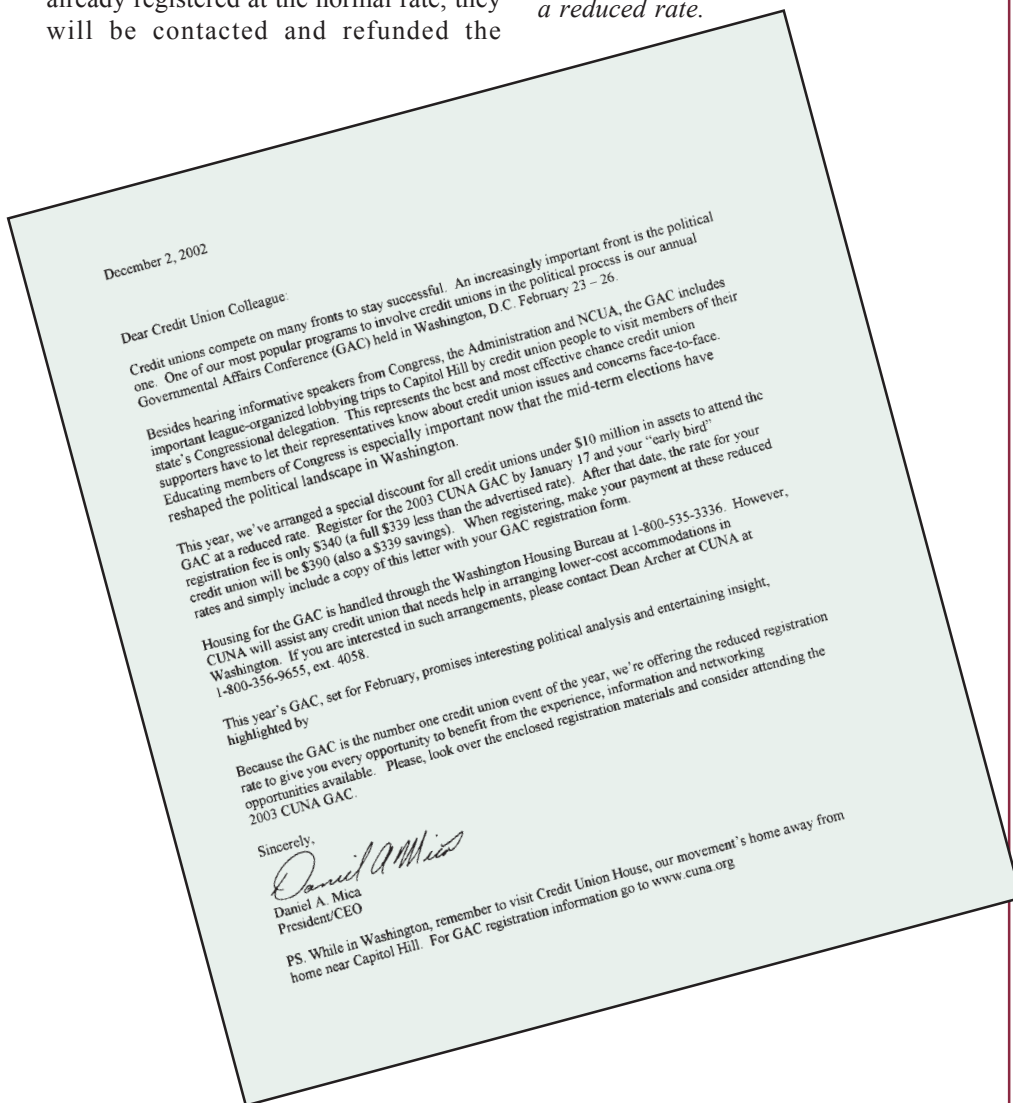 already registered at the normal rate, they
will be contacted and refunded the
a reduced rate.
December 2, 2002
Dear Credit Union Colleague:
Credit unions compete on many fronts to stay successful. An increasingly important front is the political
one. One of our most popular programs to involve credit unions in the political process is our annual
Governmental Affairs Conference (GAC) held in Washington, D.C. February 23 – 26.
Besides hearing informative speakers from Congress, the Administration and NCUA, the GAC includes
important league-organized lobbying trips to Capitol Hill by credit union people to visit members of their
state's Congressional delegation. This represents the best and most effective chance credit union
supporters have to let their representatives know about credit union issues and concerns face-to-face.
Educating members of Congress is especially important now that the mid-term elections have
reshaped the political landscape in Washington.
This year, we've arranged a special discount for all credit unions under $10 million in assets to attend the
GAC at a reduced rate. Register for the 2003 CUNA GAC by January 17 and your "early bird"
registration fee is only $340 (a full $339 less than the advertised rate). After that date, the rate for your
credit union will be $390 (also a $339 savings). When registering, make your payment at these reduced
rates and simply include a copy of this letter with your GAC registration form.
Housing for the GAC is handled through the Washington Housing Bureau at 1-800-535-3336. However,
CUNA will assist any credit union that needs help in arranging lower-cost accommodations in
Washington. If you are interested in such arrangements, please contact Dean Archer at CUNA at
1-800-356-9655, ext. 4058.
This year's GAC, set for February, promises interesting political analysis and entertaining insight,
highlighted by
Because the GAC is the number one credit union event of the year, we're offering the reduced registration
rate to give you every opportunity to benefit from the experience, information and networking
opportunities available. Please, look over the enclosed registration materials and consider attending the
2003 CUNA GAC.
Sincerely,
Daniel A Mica
Daniel A. Mica
President/CEO
PS. While in Washington, remember to visit Credit Union House, our movement's home away from
home near Capitol Hill. For GAC registration information go to www.cuna.org